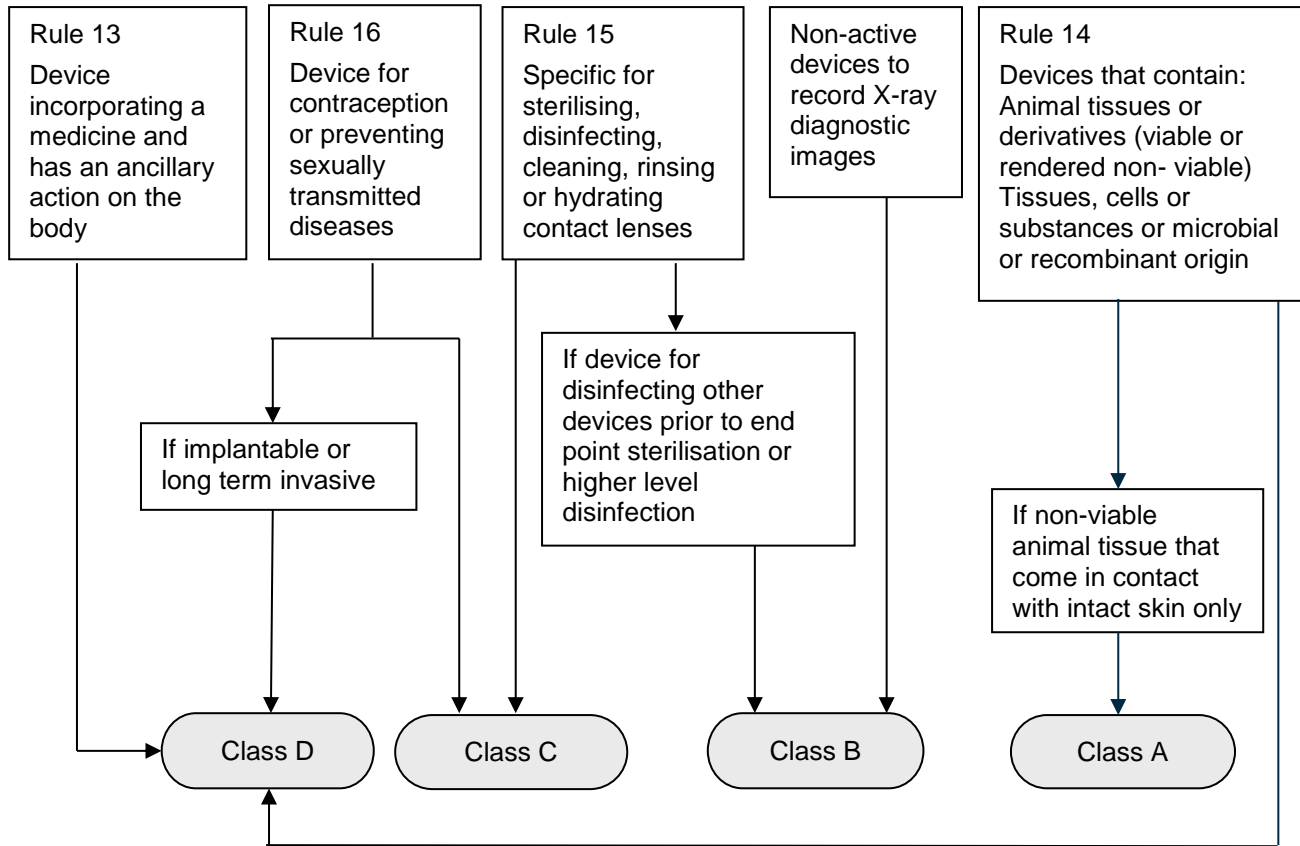 Rule 13
Device
incorporating a
medicine and
has an ancillary
action on the
body
Rule 16
Device for
contraception
or preventing
sexually
transmitted
diseases
Rule 15
Specific for
sterilising,
disinfecting,
cleaning, rinsing
or hydrating
contact lenses
Non-active
devices to
record X-ray
diagnostic
images
Rule 14
Devices that contain:
Animal tissues or
derivatives (viable or
rendered non- viable)
Tissues, cells or
substances or microbial
or recombinant origin
If device for
disinfecting other
devices prior to end
point sterilisation or
higher level
disinfection
If implantable or
long term invasive
If non-viable
animal tissue that
come in contact
with intact skin only
Class D
Class C
Class B
Class A